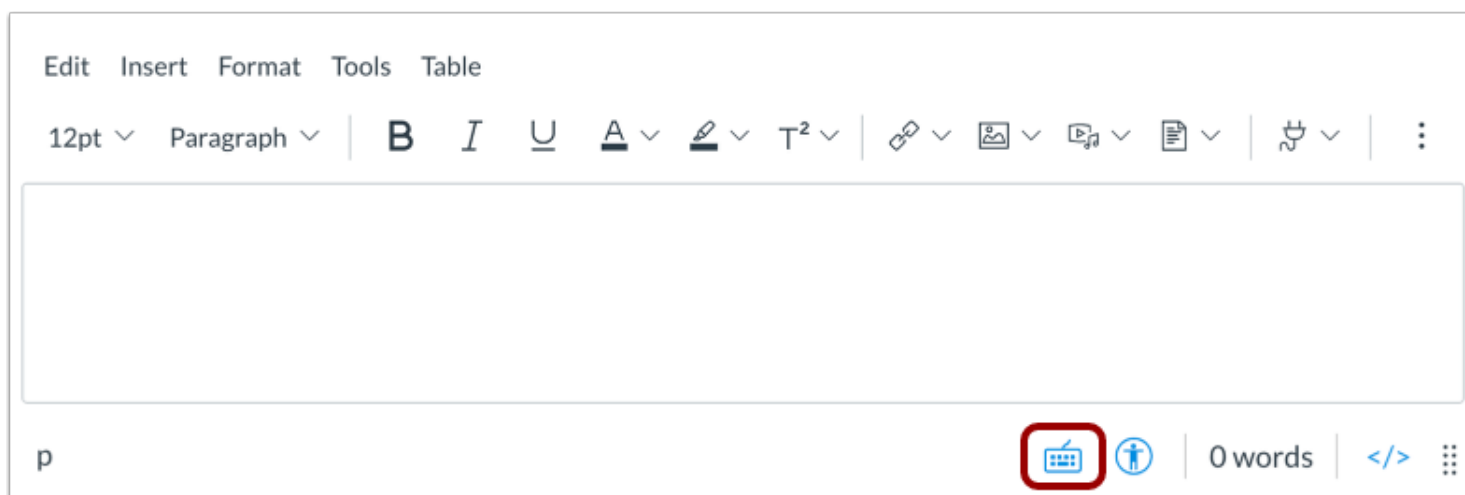 Edit Insert Format Tools Table
12pt Paragraph B I U A T²
p 0 words </>